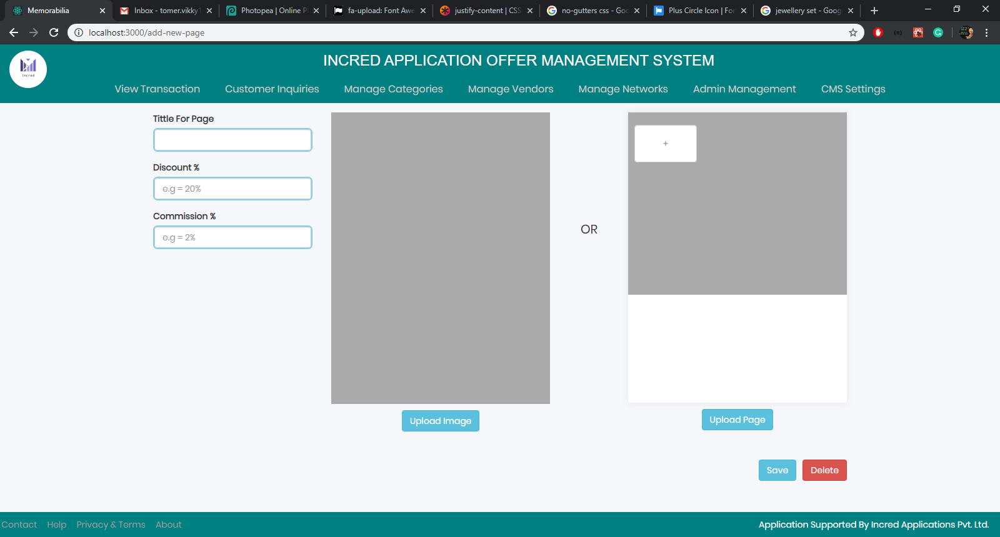 Memorabilia
Inbox - tomer.vikky1
Photopea | Online P
fa-upload: Font Awe
justify-content | CSS
no-gutters css - Goo
Plus Circle Icon | For
jewellery set - Goog
localhost:3000/add-new-page
Incred
INCRED APPLICATION OFFER MANAGEMENT SYSTEM
View Transaction Customer Inquiries Manage Categories Manage Vendors Manage Networks Admin Management CMS Settings
Tittle For Page
Discount %
e.g = 20%
Commission %
e.g = 2%
+
OR
Upload Image
Upload Page
Save Delete
Contact Help Privacy & Terms About
Application Supported By Incred Applications Pvt. Ltd.